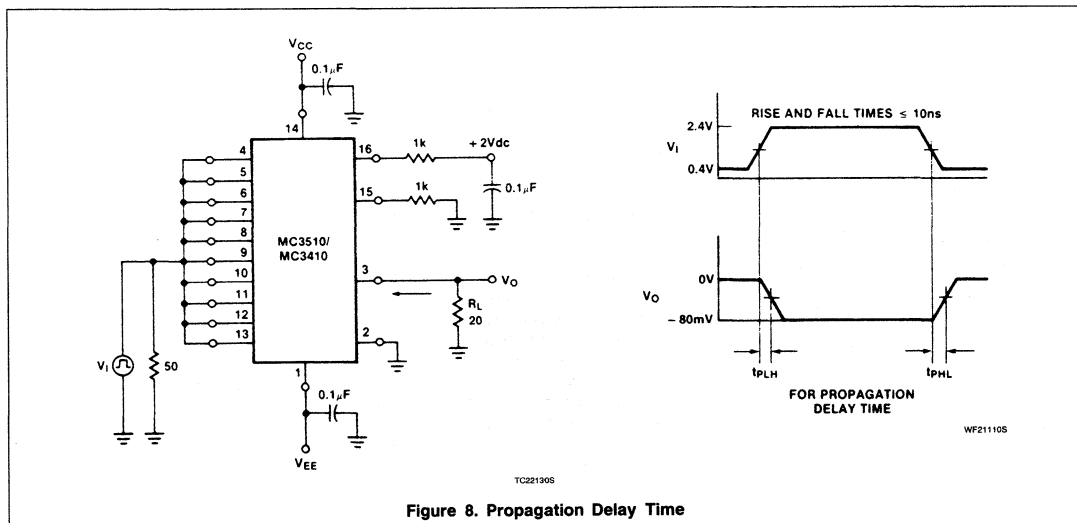 VCC
0.1μF
14
4
5
6
7
8
9
10
11
12
13
MC3510/
MC3410
16
1k
+2Vdc
0.1μF
15
1k
3
VO
RL
20
2
VI
50
1
0.1μF
VEE
TC22130S
RISE AND FALL TIMES ≤ 10ns
2.4V
VI
0.4V
0V
VO
−80mV
tPLH
tPHL
FOR PROPAGATION
DELAY TIME
WF21110S
Figure 8. Propagation Delay Time